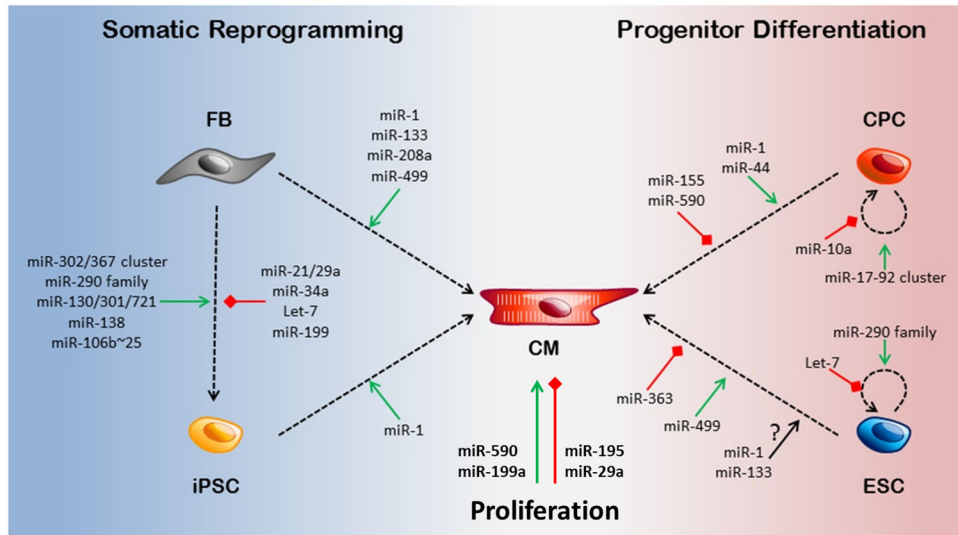 Somatic Reprogramming
Progenitor Differentiation
FB
miR-1
miR-133
miR-208a
miR-499
miR-1
miR-44
CPC
miR-155
miR-590
miR-10a
miR-17-92 cluster
miR-302/367 cluster
miR-290 family
miR-130/301/721
miR-138
miR-106b~25
miR-21/29a
miR-34a
Let-7
miR-199
CM
miR-290 family
Let-7
miR-363
miR-499
?
miR-1
miR-133
miR-1
iPSC
miR-590
miR-199a
miR-195
miR-29a
ESC
Proliferation